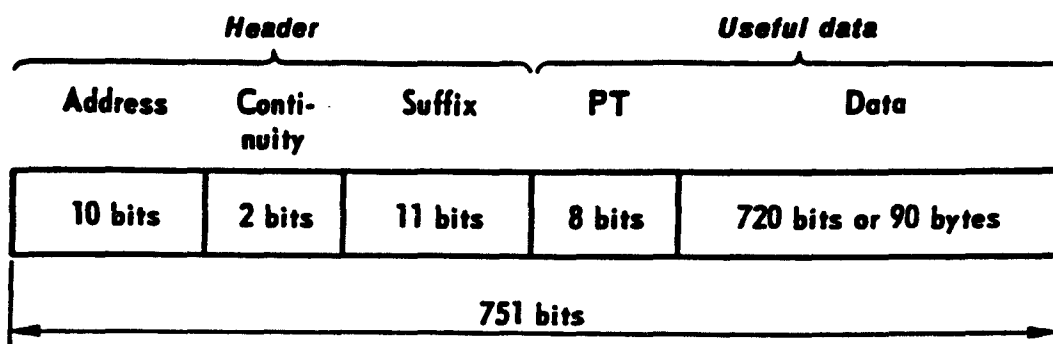 Header Useful data
Address Conti- Suffix PT Data
nuity
10 bits 2 bits 11 bits 8 bits 720 bits or 90 bytes
751 bits